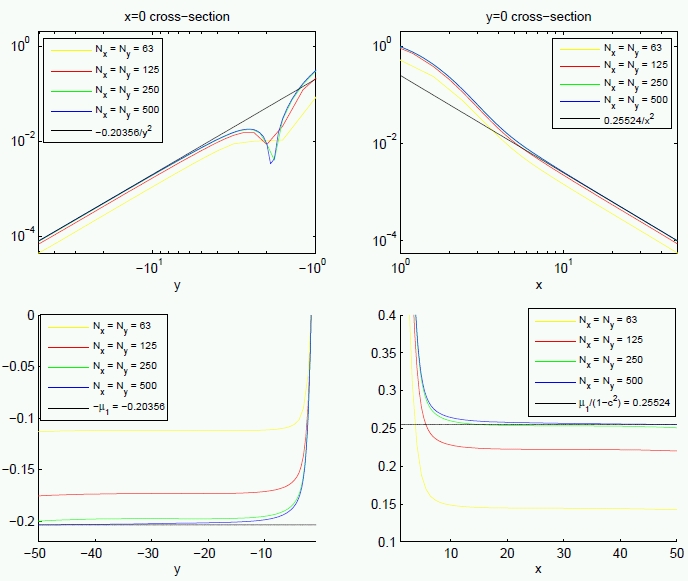 x=0 cross−section
10^0
10^−2
10^−4
N_x = N_y = 63
N_x = N_y = 125
N_x = N_y = 250
N_x = N_y = 500
−0.20356/y^2
−10^1
−10^0
y
y=0 cross−section
10^0
10^−2
10^−4
N_x = N_y = 63
N_x = N_y = 125
N_x = N_y = 250
N_x = N_y = 500
0.25524/x^2
10^0
10^1
x
0
−0.05
−0.1
−0.15
−0.2
N_x = N_y = 63
N_x = N_y = 125
N_x = N_y = 250
N_x = N_y = 500
−μ_1 = −0.20356
−50
−40
−30
−20
−10
y
0.4
0.35
0.3
0.25
0.2
0.15
0.1
N_x = N_y = 63
N_x = N_y = 125
N_x = N_y = 250
N_x = N_y = 500
μ_1/(1−c^2) = 0.25524
10
20
30
40
50
x